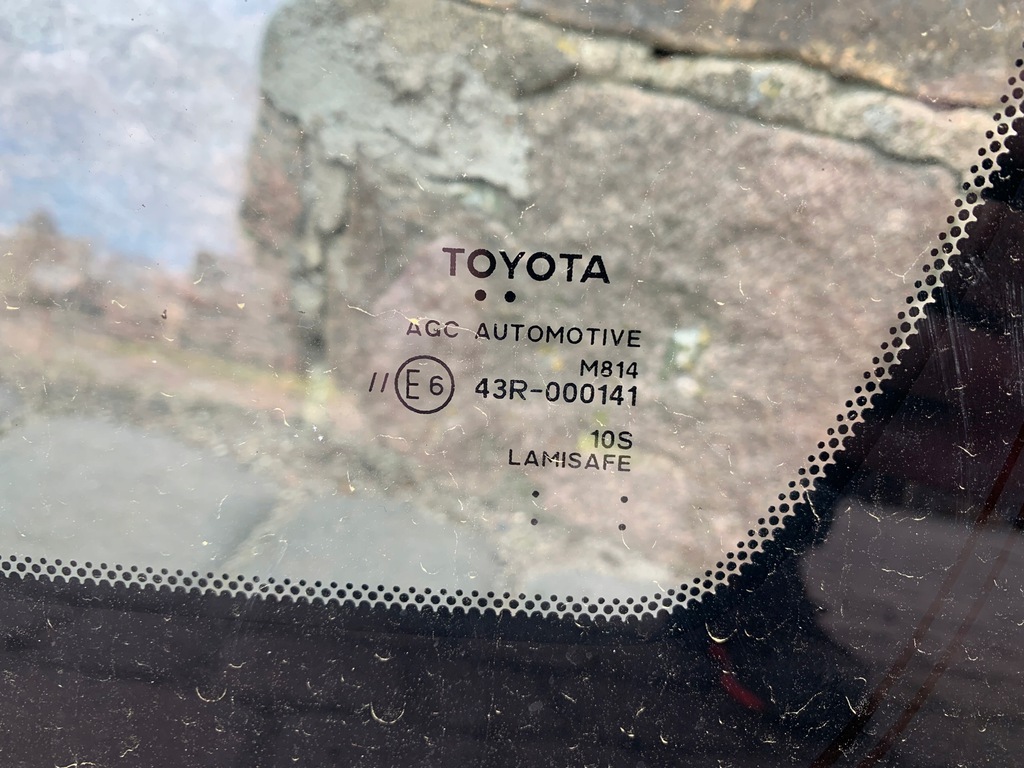 TOYOTA
AGC AUTOMOTIVE
M814
// E6 43R-000141
10S
LAMISAFE